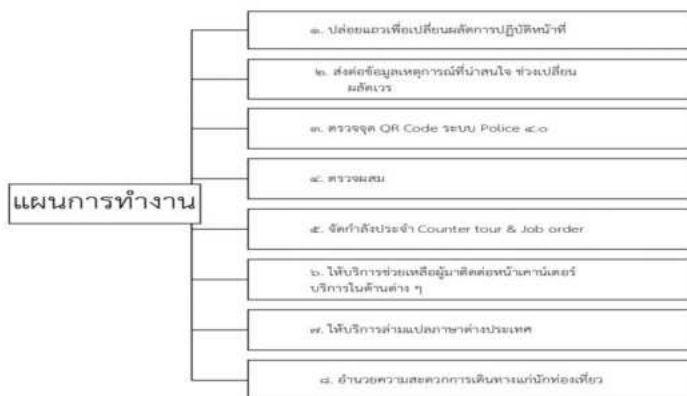 ๑. ปล่อยแถวเพื่อเปลี่ยนผลัดการปฏิบัติหน้าที่
๒. ส่งต่อข้อมูลเหตุการณ์ที่น่าสนใจ ช่วงเปลี่ยน
ผลัดเวร
๓. ตรวจจุด QR Code ระบบ Police ๔.๐
๔. ตรวจผสม
แผนการทำงาน
๕. จัดกำลังประจำ Counter tour & Job order
๖. ให้บริการช่วยเหลือผู้มาติดต่อหน้าเคาน์เตอร์
บริการในด้านต่าง ๆ
๗. ให้บริการล่ามแปลภาษาต่างประเทศ
๘. อำนวยความสะดวกการเดินทางแก่นักท่องเที่ยว